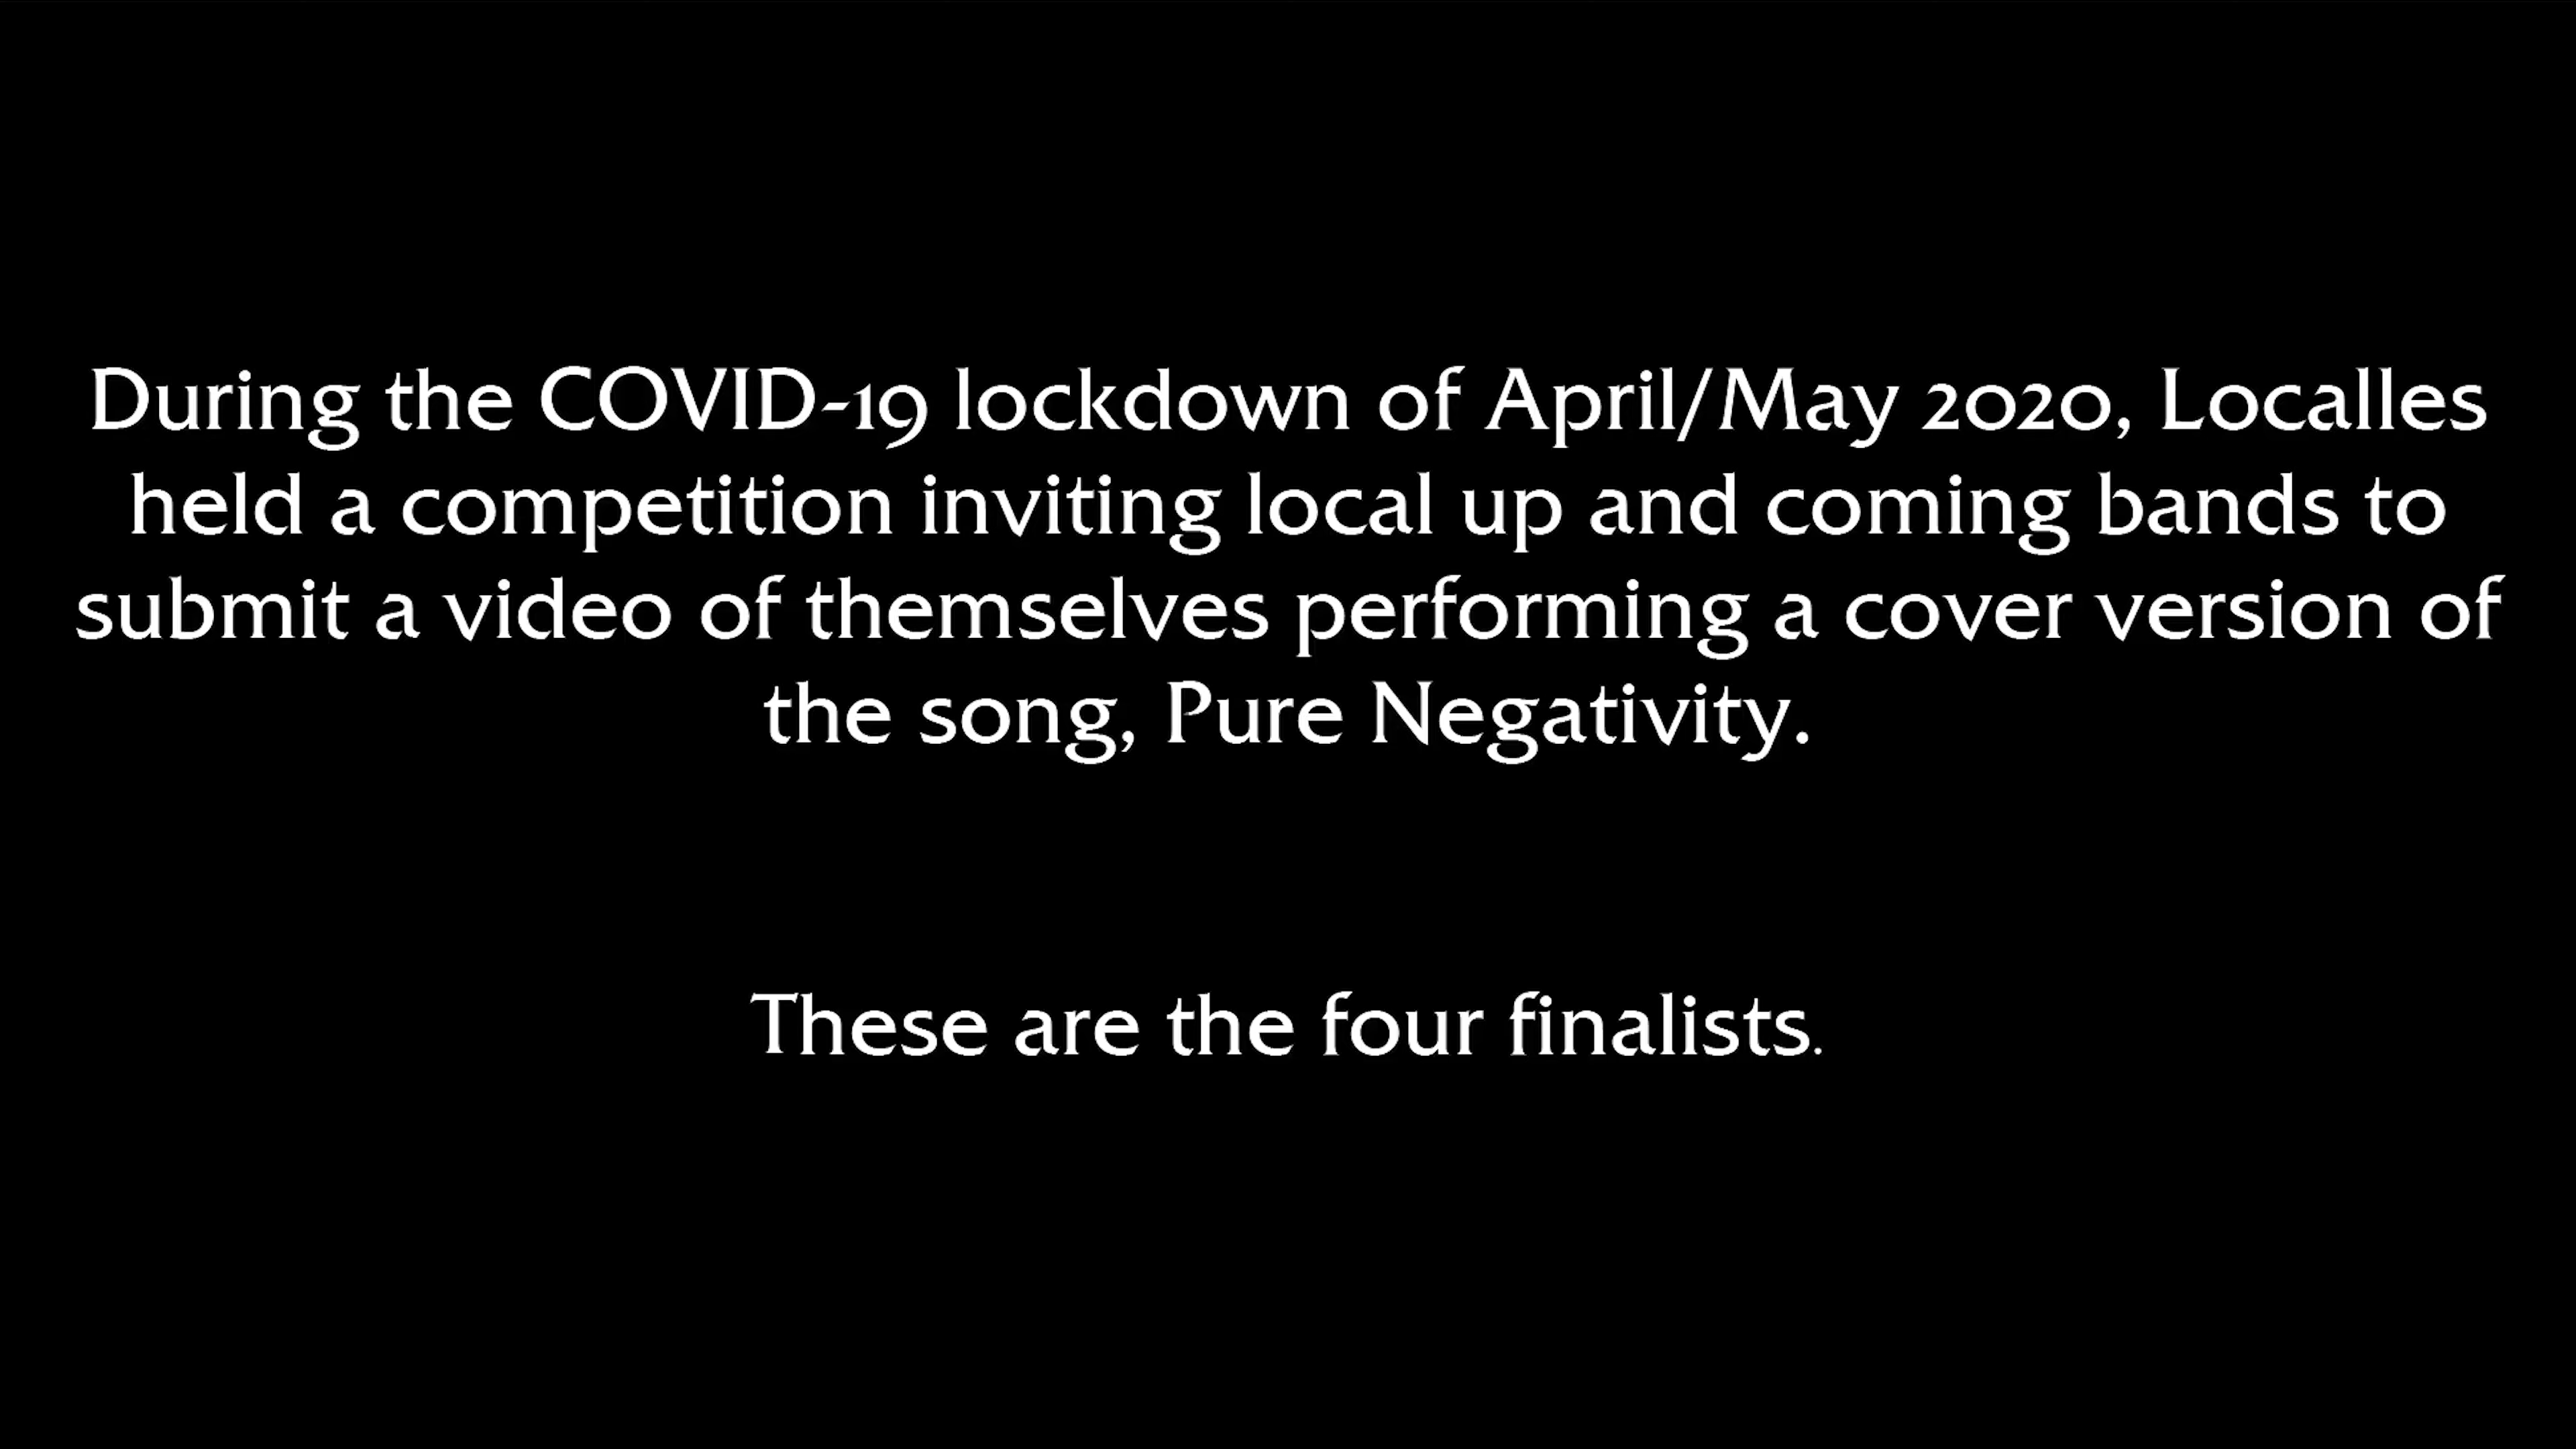 During the COVID-19 lockdown of April/May 2020, Localles
held a competition inviting local up and coming bands to
submit a video of themselves performing a cover version of
the song, Pure Negativity.
These are the four finalists.